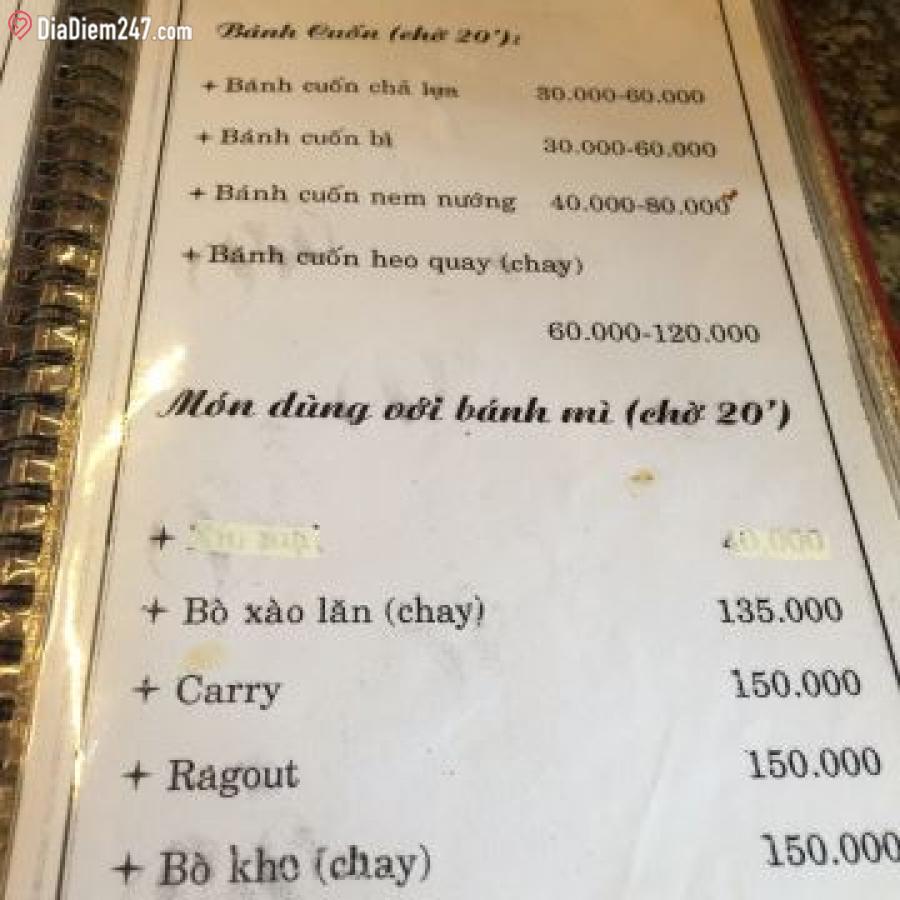 DiaDiem247.com
Bánh Cuốn (chờ 20'):
+ Bánh cuốn chả lụa 30.000-60.000
+ Bánh cuốn bì 30.000-60.000
+ Bánh cuốn nem nướng 40.000-80.000
+ Bánh cuốn heo quay (chay)
60.000-120.000
Món dùng với bánh mì (chờ 20')
+
+ Bò xào lăn (chay) 135.000
+ Carry 150.000
+ Ragout 150.000
+ Bò kho (chay) 150.000